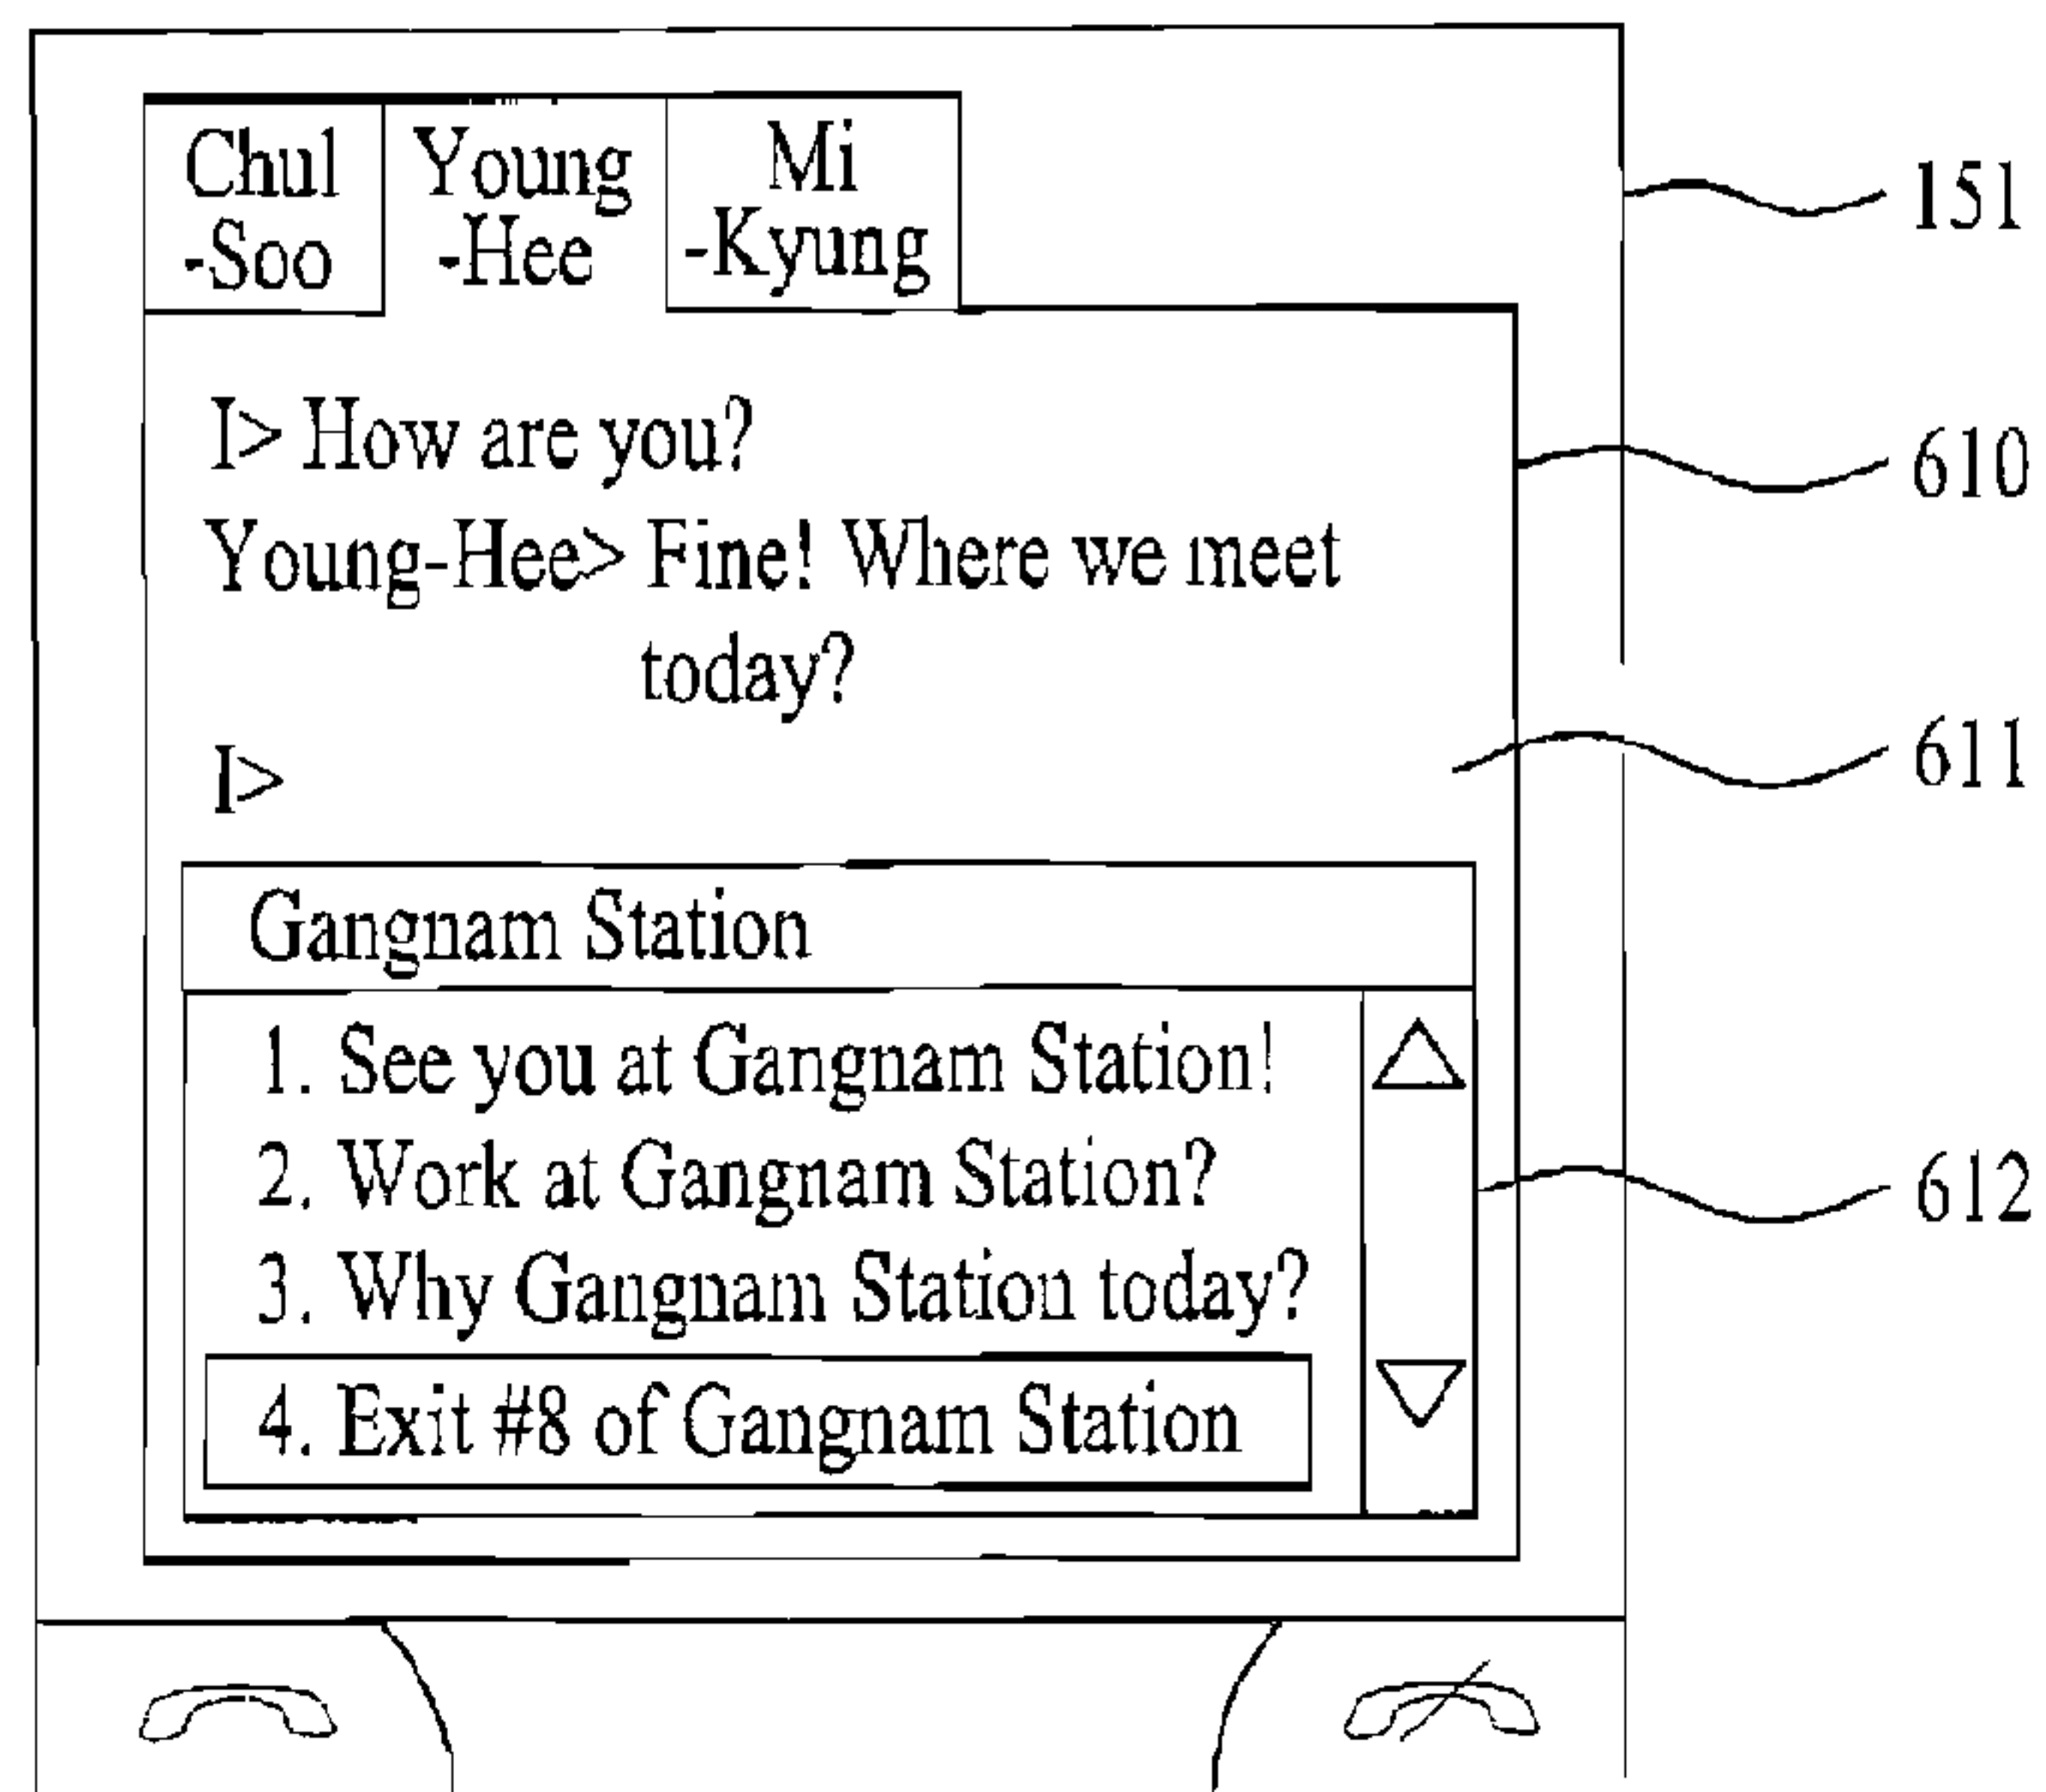 Chul
-Soo
Young
-Hee
Mi
-Kyung
151
I> How are you?
610
Young-Hee> Fine! Where we meet
today?
I>
611
Gangnam Station
1. See you at Gangnam Station!
2. Work at Gangnam Station?
612
3. Why Gangnam Station today?
4. Exit #8 of Gangnam Station